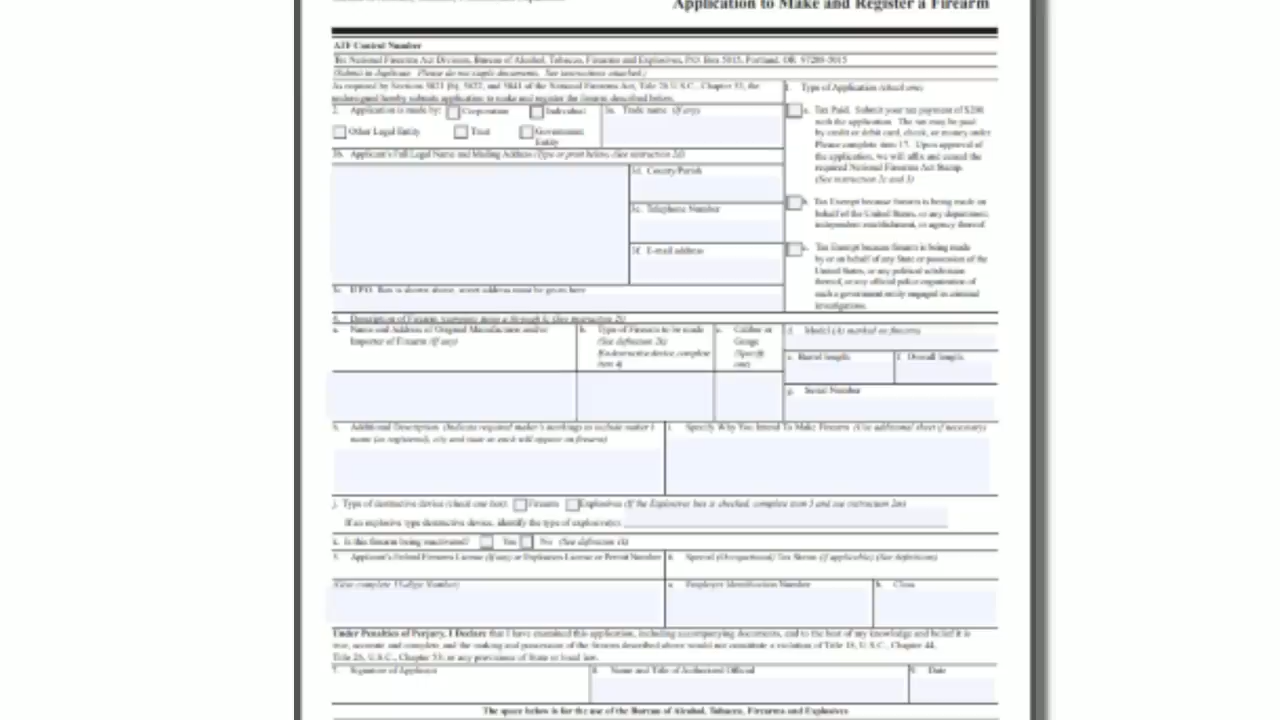 Application to Make and Register a Firearm
ATF Control Number
To: National Firearms Act Division, Bureau of Alcohol, Tobacco, Firearms and Explosives, P.O. Box 5015, Portland, OR 97208-5015
(Submit in duplicate. Please do not staple documents. See instructions attached.)
As required by Sections 5821 (b), 5822, and 5841 of the National Firearms Act, Title 26 U.S.C., Chapter 53, the
undersigned hereby submits application to make and register the firearm described below.
1. Type of Application (check one)
2. Application is made by: Corporation Individual
Other Legal Entity Trust Government
Entity
3a. Trade name (If any)
a. Tax Paid. Submit your tax payment of $200
with the application. The tax may be paid
by credit or debit card, check, or money order
Please complete item 17. Upon approval of
the application, we will affix and cancel the
required National Firearms Act Stamp.
(See instruction 2c and 3)
b. Tax Exempt because firearm is being made on
behalf of the United States, or any department,
independent establishment, or agency thereof.
c. Tax Exempt because firearm is being made
by or on behalf of any State or possession of the
United States, or any political subdivision
thereof, or any official police organization of
such a government entity engaged in criminal
investigations.
3b. Applicant's Full Legal Name and Mailing Address (Type or print below, (See instruction 2d)
3d. County/Parish
3e. Telephone Number
3f. E-mail address
3c. If P.O. Box is shown above, street address must be given here
4. Description of Firearm (complete items a through k) (See instruction 2)
a. Name and Address of Original Manufacturer and/or
Importer of Firearm (if any)
b. Type of Firearm to be made
(See definition 1k)
If a destructive device, complete
item 4j
c. Caliber or
Gauge
(Specify
one)
d. Model (As marked on firearm)
e. Barrel length:
f. Overall length:
g. Serial Number
h. Additional Description (Indicate required maker's markings to include maker's
name (as registered), city and state as each will appear on firearm)
i. Specify Why You Intend To Make Firearm (Use additional sheet if necessary)
j. Type of destructive device (check one box): Firearm Explosives (If the Explosives box is checked, complete item 5 and see instruction 2n)
If an explosive type destructive device, identify the type of explosive(s):
k. Is this firearm being reactivated? Yes No (See definition 1k)
5. Applicant's Federal Firearms License (If any) or Explosives License or Permit Number
(Give complete 15-digit Number)
6. Special (Occupational) Tax Status (If applicable) (See definitions)
a. Employer Identification Number
b. Class
Under Penalties of Perjury, I Declare that I have examined this application, including accompanying documents, and to the best of my knowledge and belief it is
true, accurate and complete and the making and possession of the firearm described above would not constitute a violation of Title 18, U.S.C., Chapter 44,
Title 26, U.S.C., Chapter 53; or any provisions of State or local law.
7. Signature of Applicant
8. Name and Title of Authorized Official
9. Date
The space below is for the use of the Bureau of Alcohol, Tobacco, Firearms and Explosives